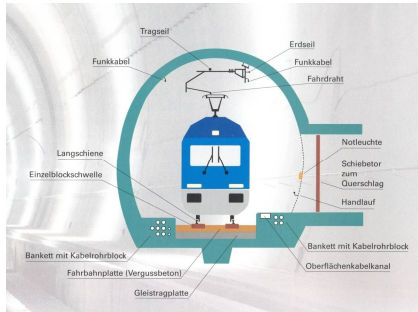 Tragseil
Erdseil
Funkkabel
Funkkabel
Fahrdraht
Notleuchte
Langschiene
Schiebetor
zum
Querschlag
Einzelblockschwelle
Handlauf
Bankett mit Kabelrohrblock
Bankett mit Kabelrohrblock
Oberflächenkabelkanal
Fahrbahnplatte (Vergussbeton)
Gleistragplatte